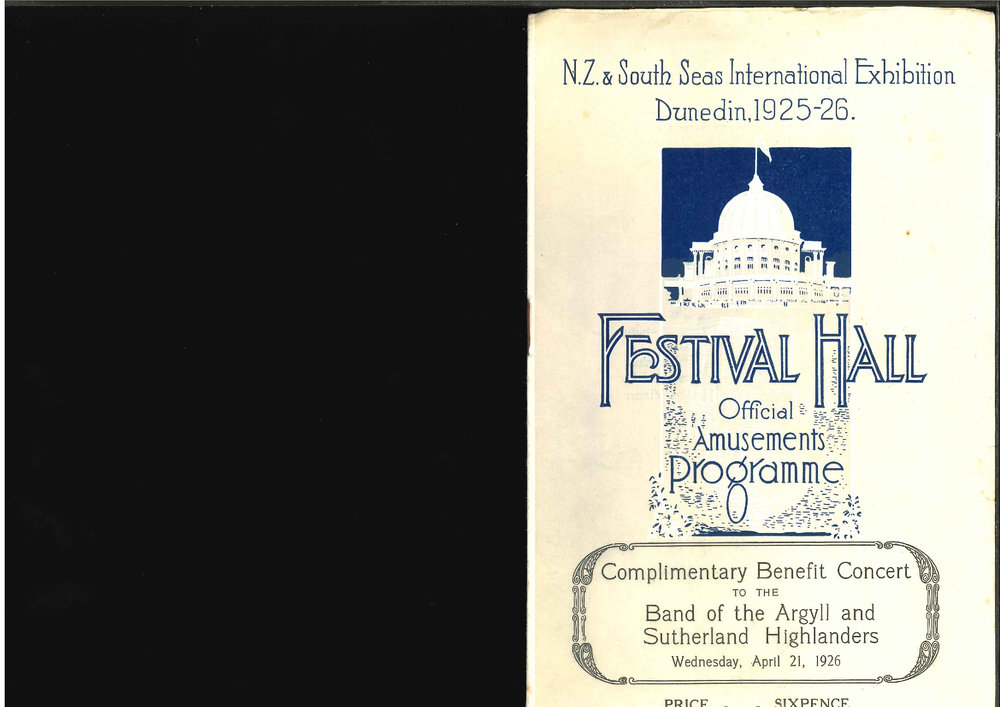 N.Z. & South Seas International Exhibition
Dunedin, 1925-26.
Festival Hall
Official
Amusements
Programme
Complimentary Benefit Concert
TO THE
Band of the Argyll and
Sutherland Highlanders
Wednesday, April 21, 1926
PRICE - - SIXPENCE